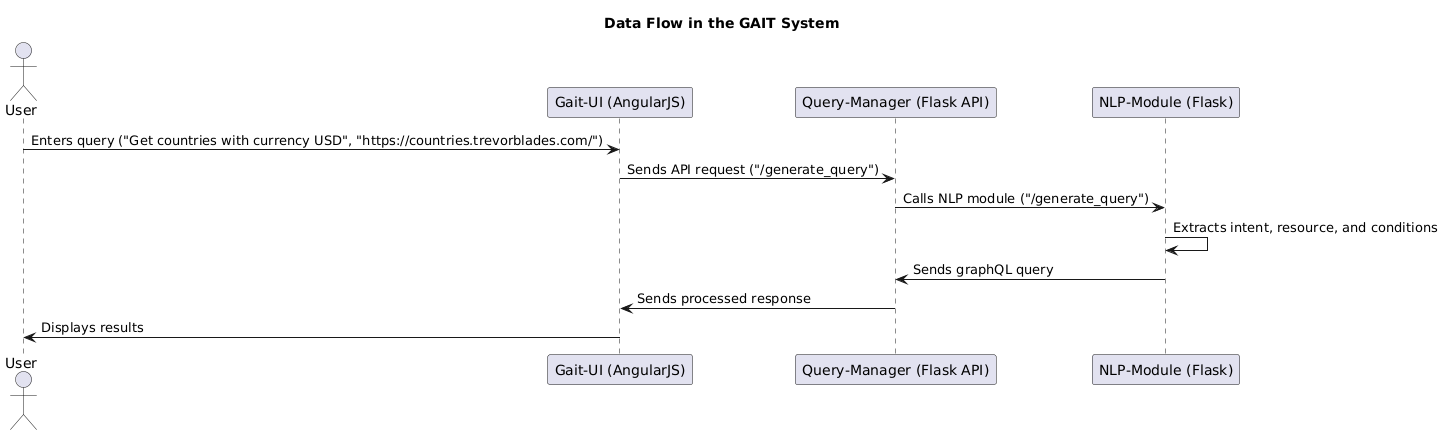 Data Flow in the GAIT System
User
Gait-UI (AngularJS)
Query-Manager (Flask API)
NLP-Module (Flask)
Enters query ("Get countries with currency USD", "https://countries.trevorblades.com/")
Sends API request ("/generate_query")
Calls NLP module ("/generate_query")
Extracts intent, resource, and conditions
Sends graphQL query
Sends processed response
Displays results
User
Gait-UI (AngularJS)
Query-Manager (Flask API)
NLP-Module (Flask)